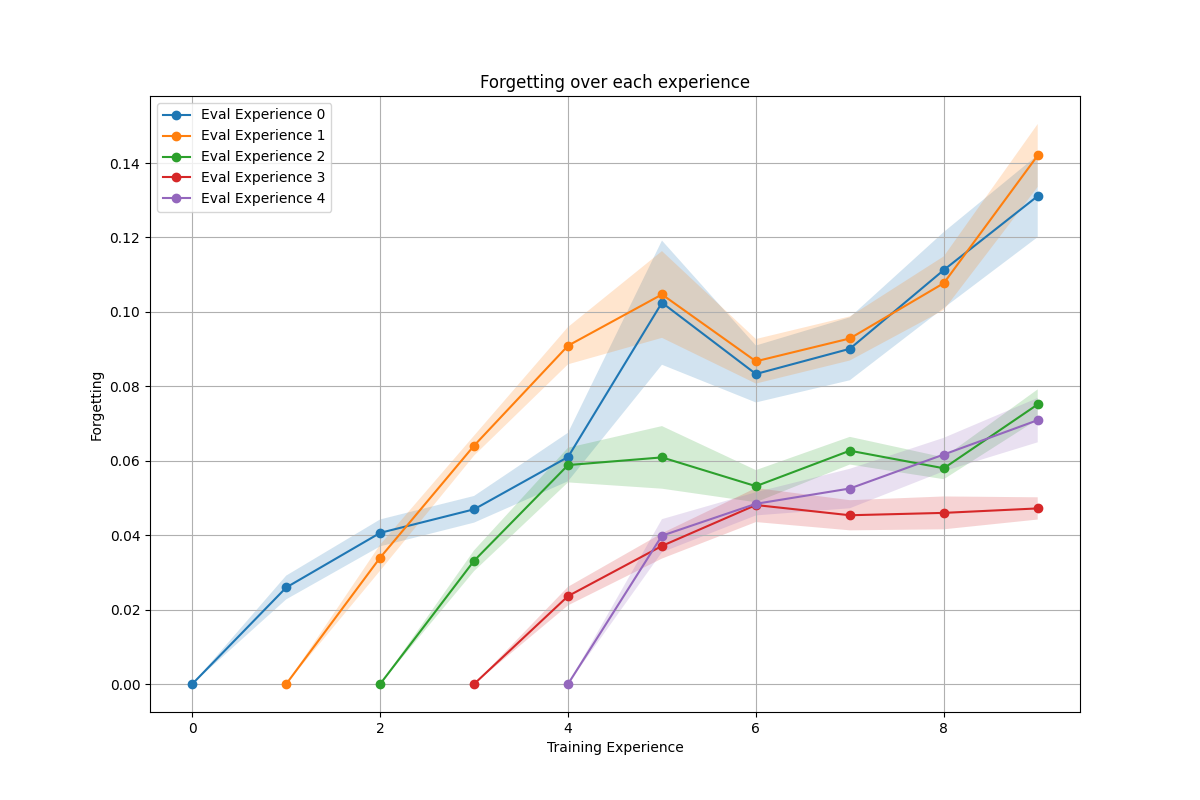 Forgetting over each experience
Eval Experience 0
Eval Experience 1
Eval Experience 2
Eval Experience 3
Eval Experience 4
0.14
0.12
0.10
0.08
0.06
0.04
0.02
0.00
Forgetting
0 2 4 6 8
Training Experience